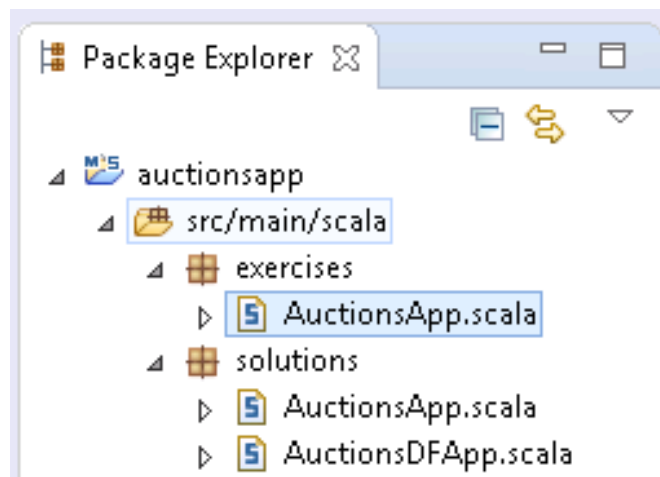 Package Explorer
M S auctionsapp
src/main/scala
exercises
S AuctionsApp.scala
solutions
S AuctionsApp.scala
S AuctionsDFApp.scala